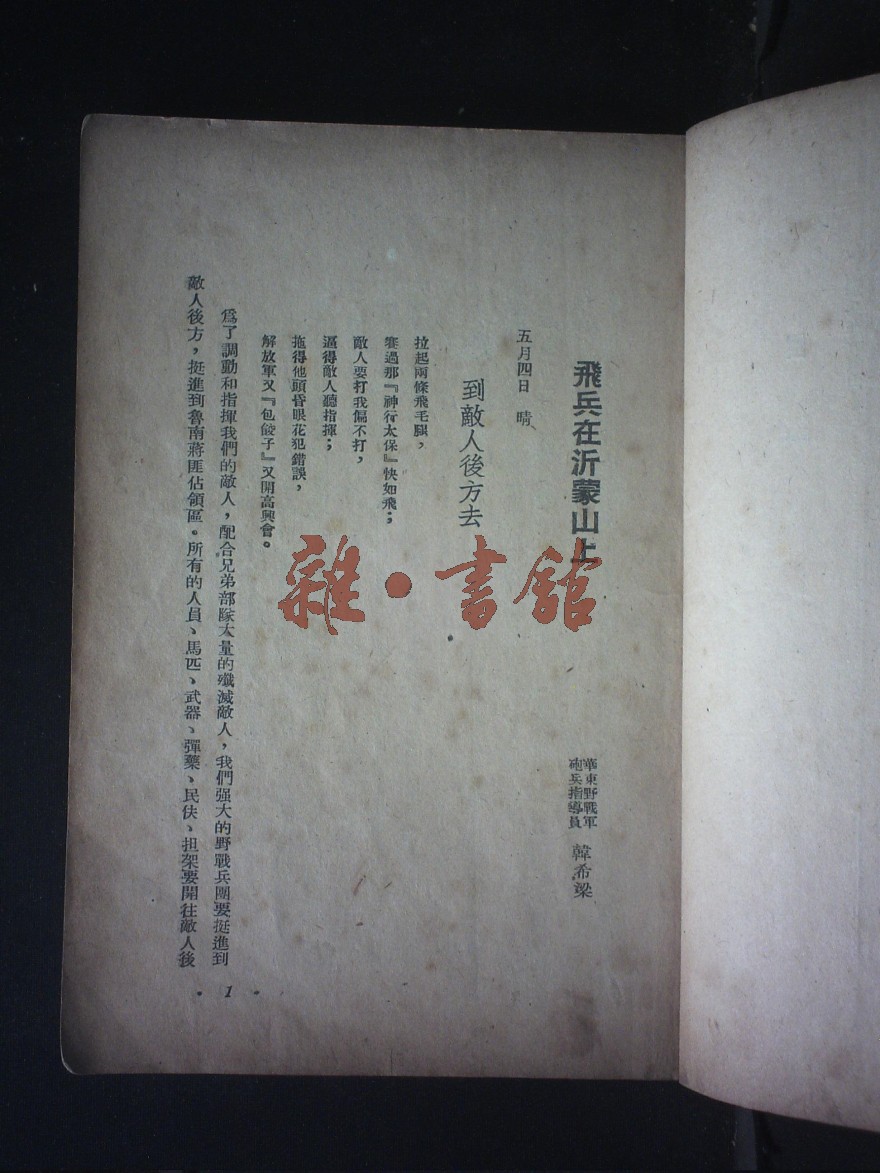 飛兵在沂蒙山上
華東野戰軍
砲兵指導員
韓希梁
五月四日 晴
到敵人後方去
拉起兩條飛毛腿，
賽過那『神行太保』快如飛；
敵人要打我偏不打，
逼得敵人聽指揮；
拖得他頭昏眼花犯錯誤，
解放軍又『包餃子』又開高興會。
爲了調動和指揮我們的敵人，配合兄弟部隊大量的殲滅敵人，我們强大的野戰兵團要挺進到
敵人後方，挺進到魯南蔣匪佔領區。所有的人員、馬匹、武器、彈藥、民伕、担架要開往敵人後
1
雜·書館